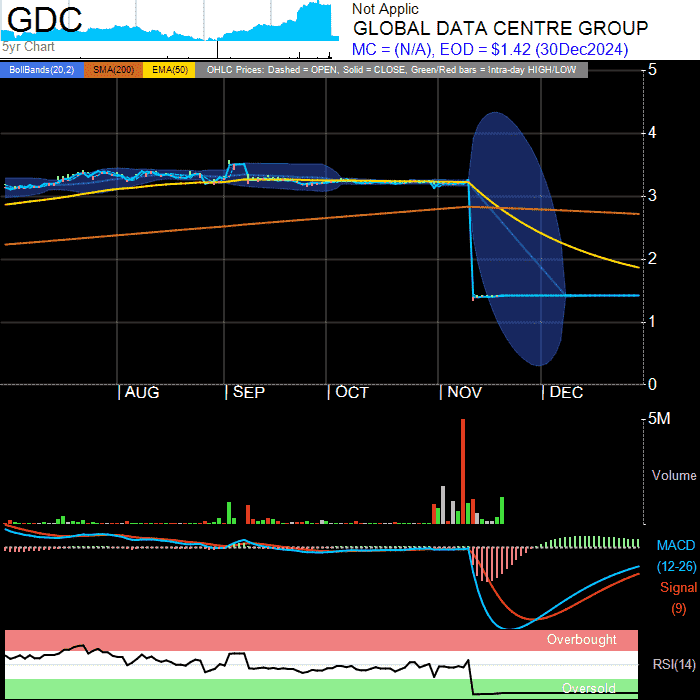 GDC
5yr Chart
Not Applic
GLOBAL DATA CENTRE GROUP
MC = (N/A), EOD = $1.42 (30Dec2024)
BollBands(20,2) SMA(200) EMA(50) OHLC Prices: Dashed = OPEN, Solid = CLOSE, Green/Red bars = Intra-day HIGH/LOW
5
4
3
2
1
0
AUG SEP OCT NOV DEC
5M
Volume
MACD
(12-26)
Signal
(9)
Overbought
RSI(14)
Oversold